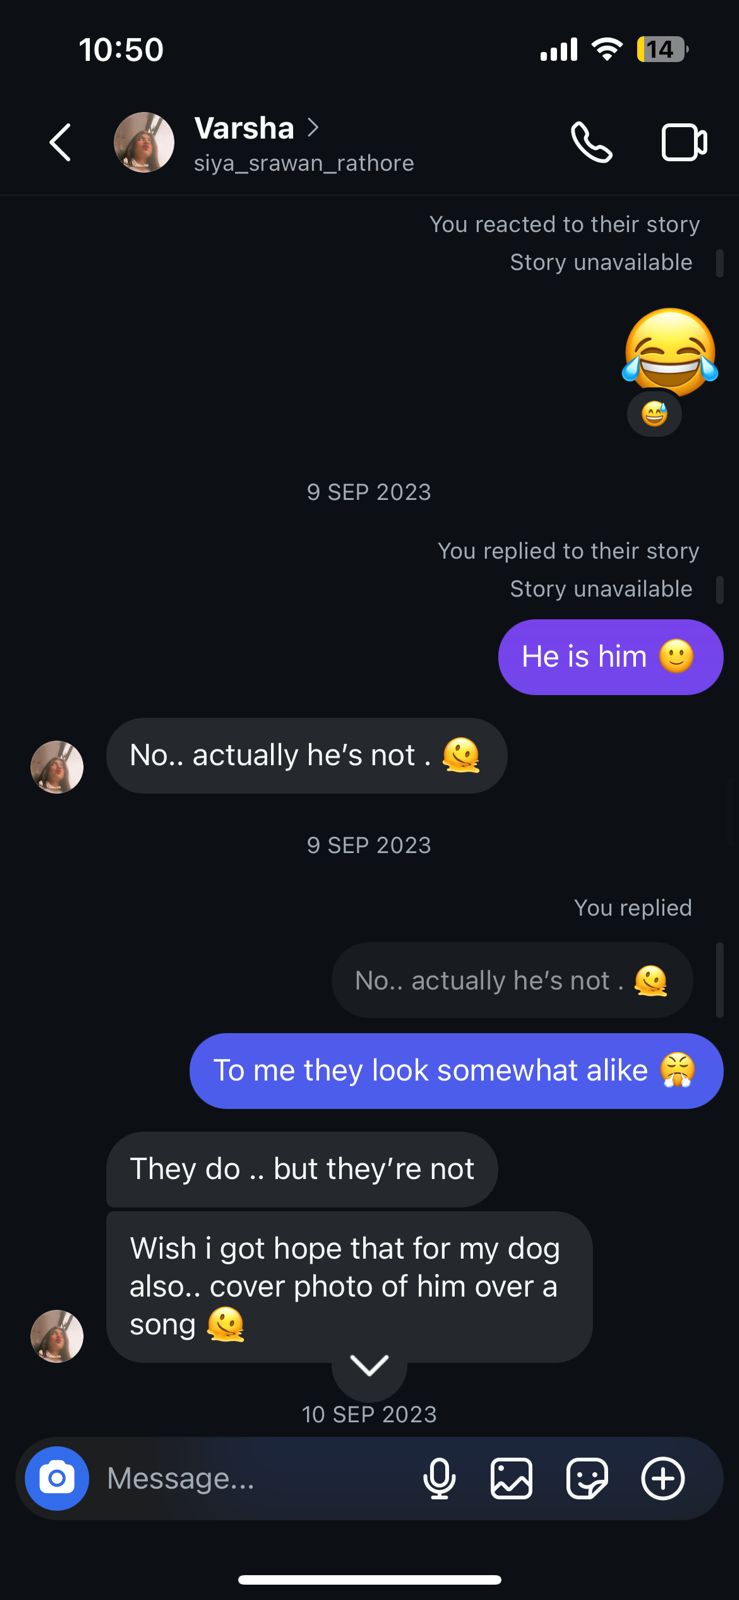 10:50
14
Varsha
siya_srawan_rathore
You reacted to their story
Story unavailable
😂
😅
9 SEP 2023
You replied to their story
Story unavailable
He is him 🙂
No.. actually he’s not . 🫠
9 SEP 2023
You replied
No.. actually he’s not . 🫠
To me they look somewhat alike 😤
They do .. but they’re not
Wish i got hope that for my dog
also.. cover photo of him over a
song 🫠
10 SEP 2023
Message...